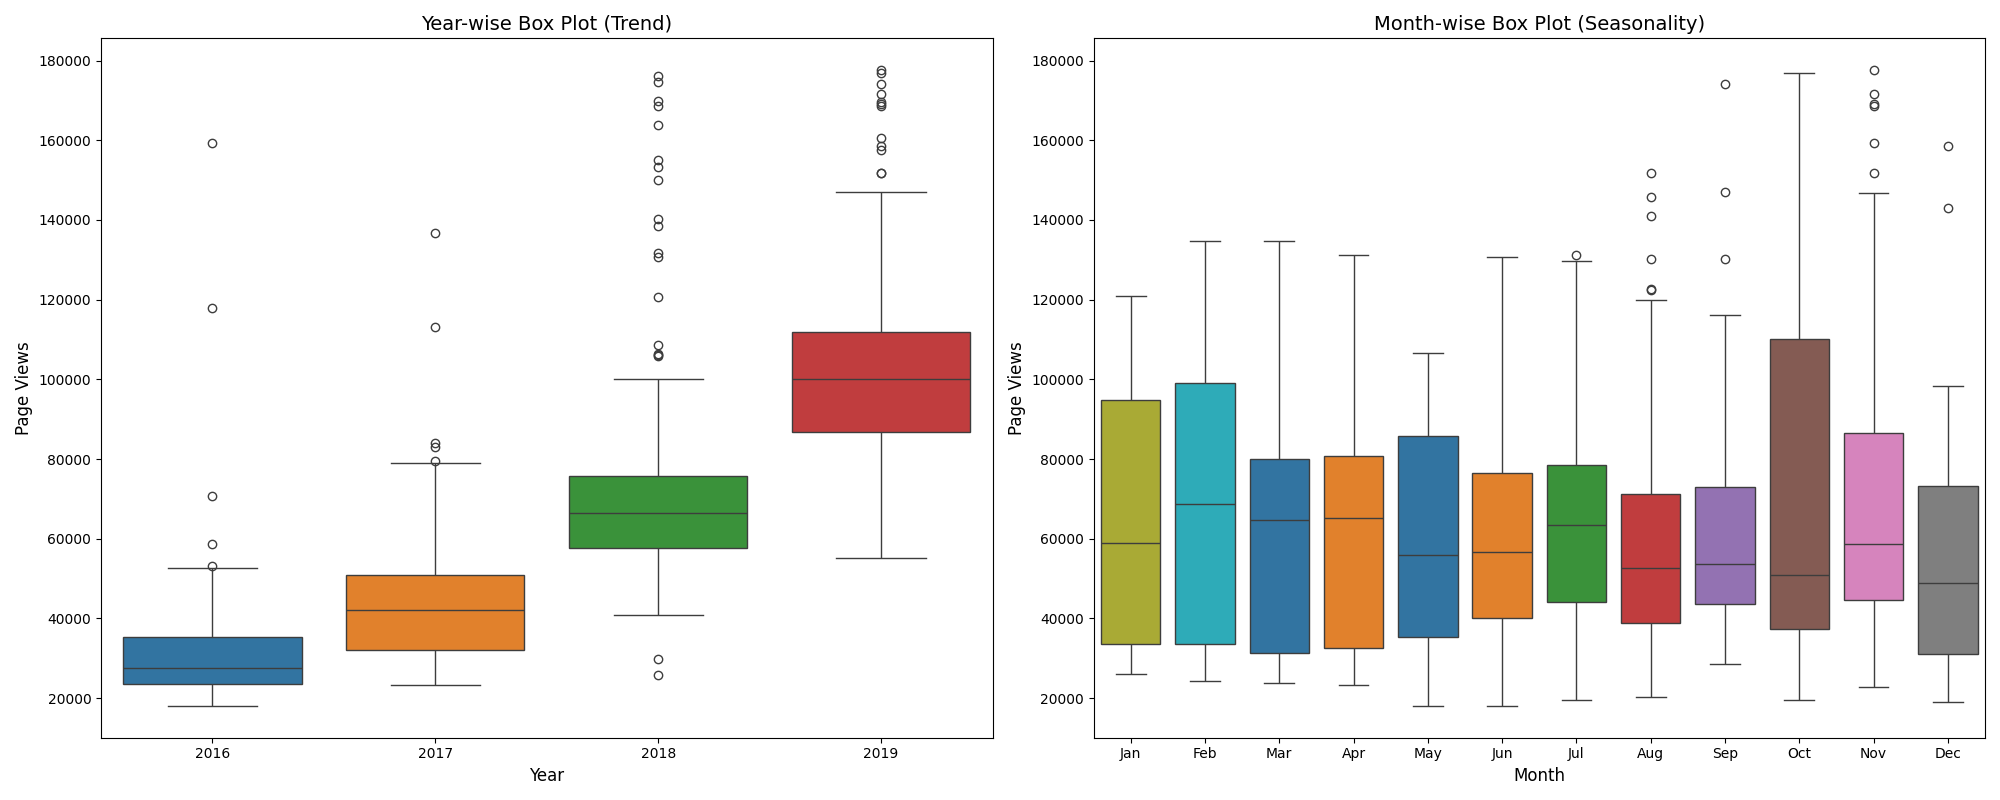 Year-wise Box Plot (Trend)
Page Views
180000
160000
140000
120000
100000
80000
60000
40000
20000
2016 2017 2018 2019
Year
Month-wise Box Plot (Seasonality)
Page Views
180000
160000
140000
120000
100000
80000
60000
40000
20000
Jan Feb Mar Apr May Jun Jul Aug Sep Oct Nov Dec
Month